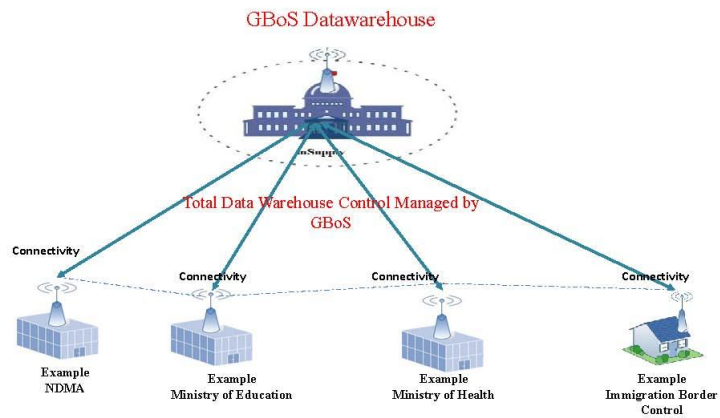 GBoS Datawarehouse
mSupply
Total Data Warehouse Control Managed by
GBoS
Connectivity
Connectivity
Connectivity
Connectivity
Example
NDMA
Example
Ministry of Education
Example
Ministry of Health
Example
Immigration Border
Control